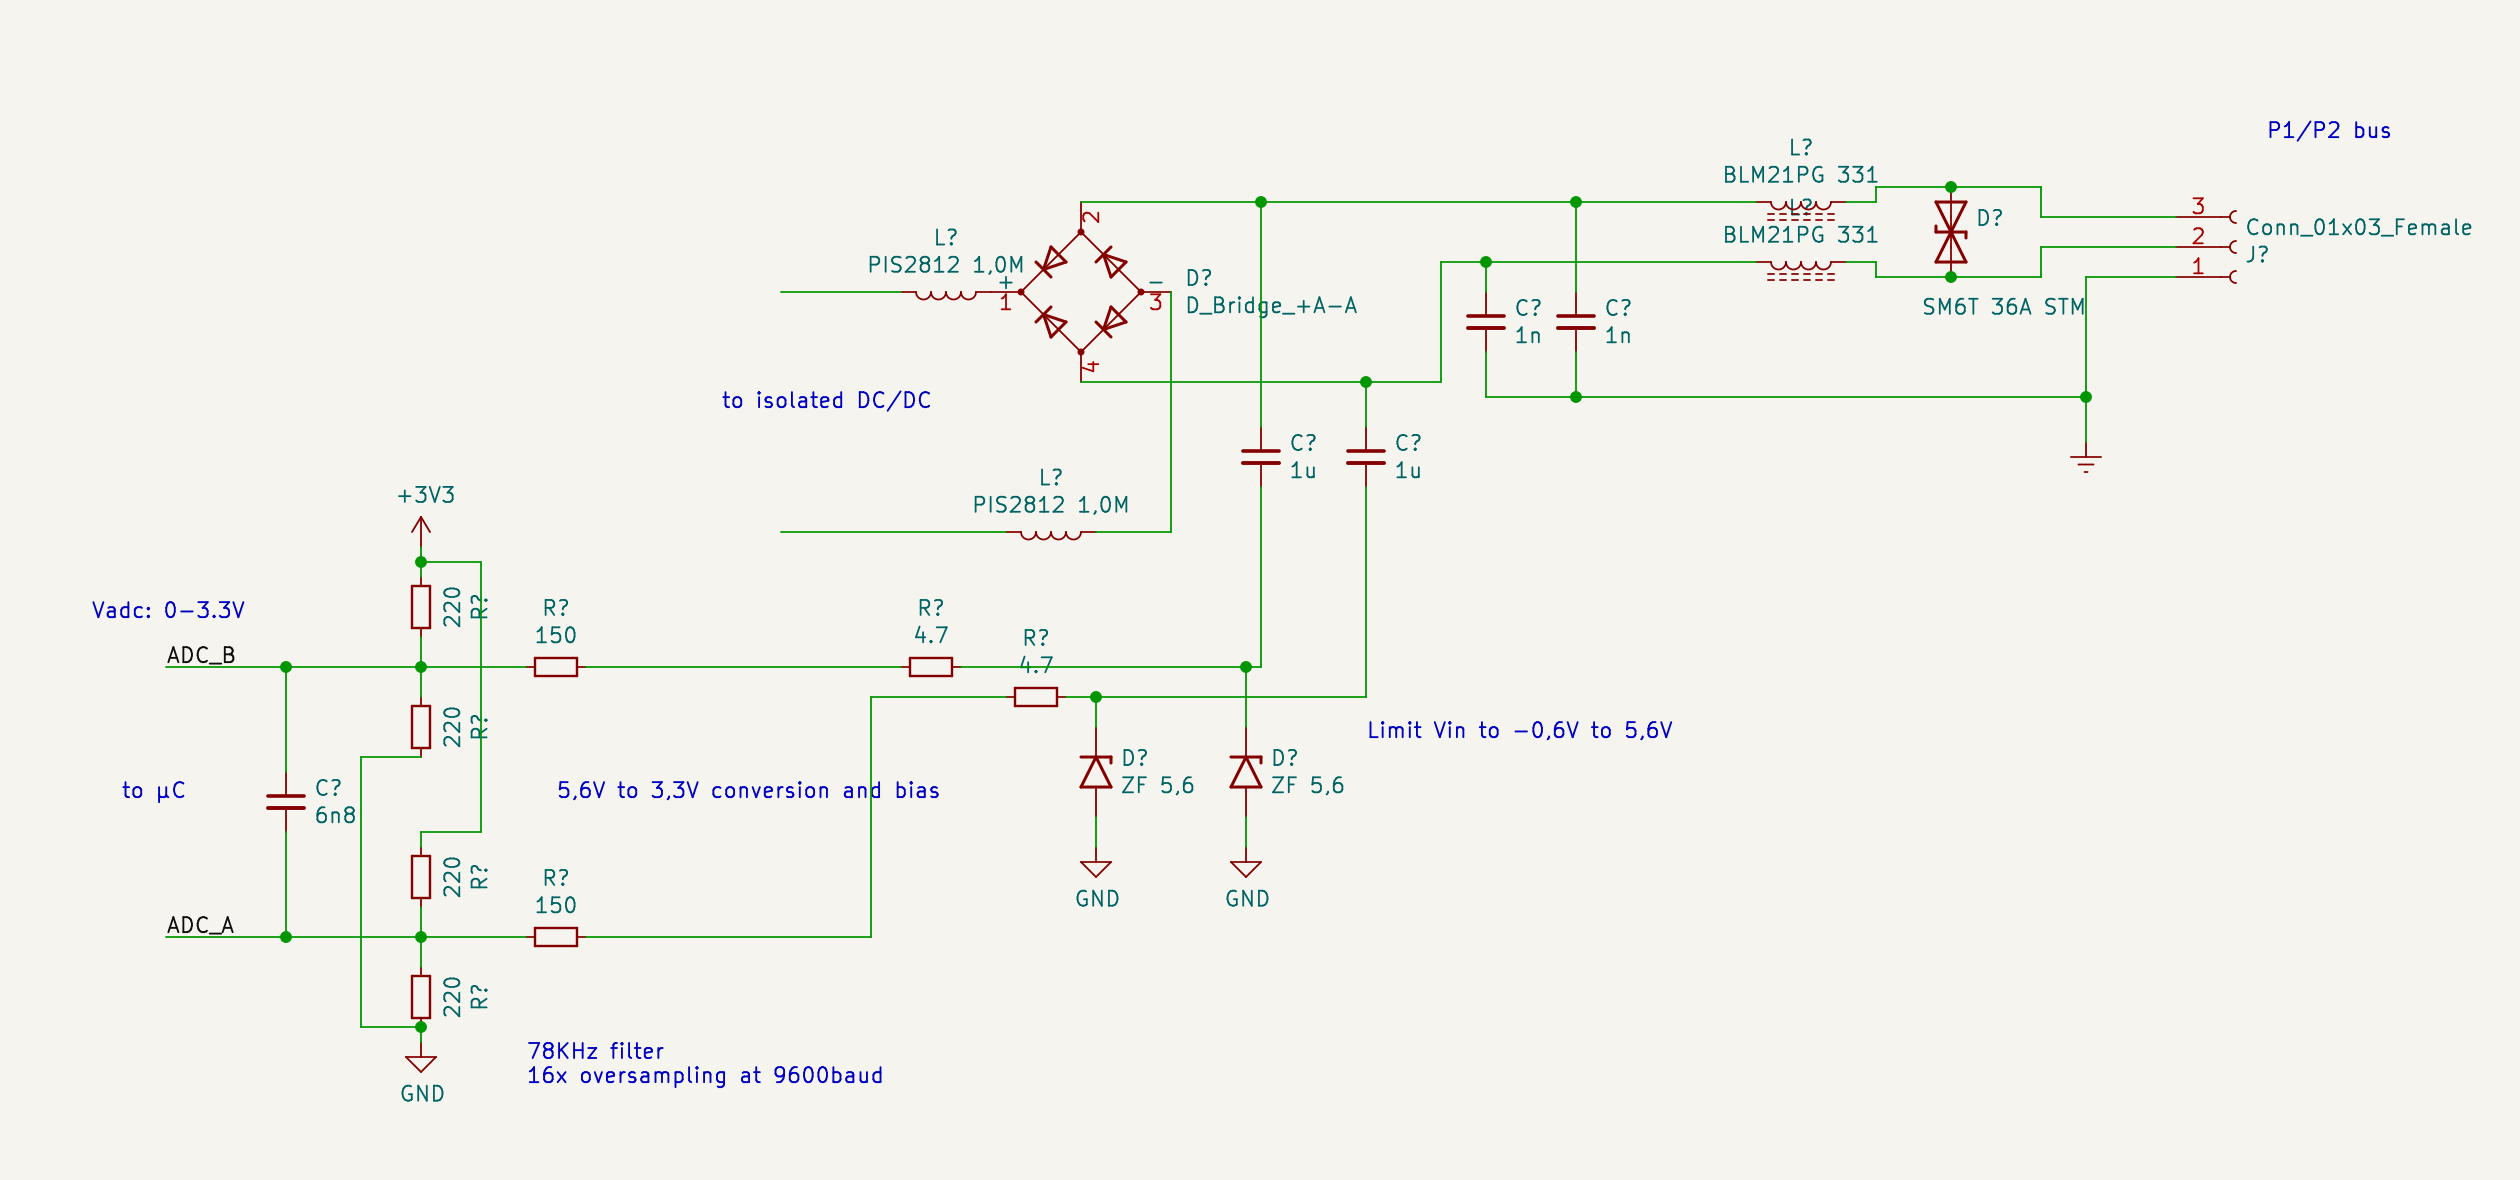 P1/P2 bus
L?
BLM21PG 331
L?
BLM21PG 331
3
2
1
Conn_01x03_Female
J?
D?
SM6T 36A STM
L?
PIS2812 1,0M
+
1
2
-
3
4
D?
D_Bridge_+A-A
C?
1n
C?
1n
to isolated DC/DC
C?
1u
C?
1u
L?
PIS2812 1,0M
+3V3
220
R?
Vadc: 0-3.3V
R?
150
R?
4.7
R?
4.7
ADC_B
220
R?
Limit Vin to -0,6V to 5,6V
to µC
C?
6n8
5,6V to 3,3V conversion and bias
D?
ZF 5,6
D?
ZF 5,6
220
R?
R?
150
GND
GND
ADC_A
220
R?
78KHz filter
16x oversampling at 9600baud
GND